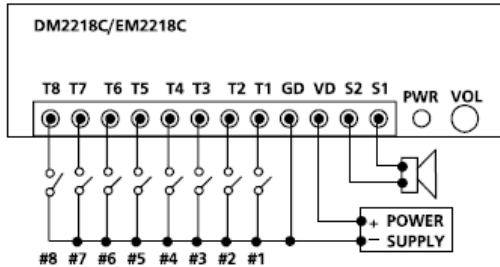 DM2218C/EM2218C
T8 T7 T6 T5 T4 T3 T2 T1 GD VD S2 S1 PWR VOL
+ POWER
− SUPPLY
#8 #7 #6 #5 #4 #3 #2 #1